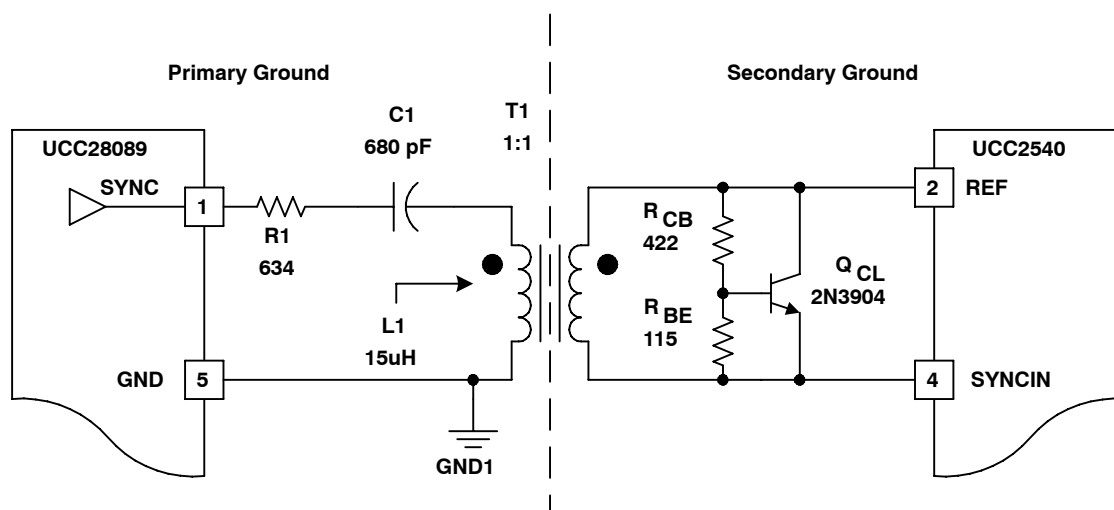 Primary Ground
Secondary Ground
C1
680 pF
T1
1:1
UCC28089
SYNC
1
R1
634
L1
15uH
GND
5
GND1
UCC2540
2
REF
R CB
422
Q CL
2N3904
R BE
115
4
SYNCIN